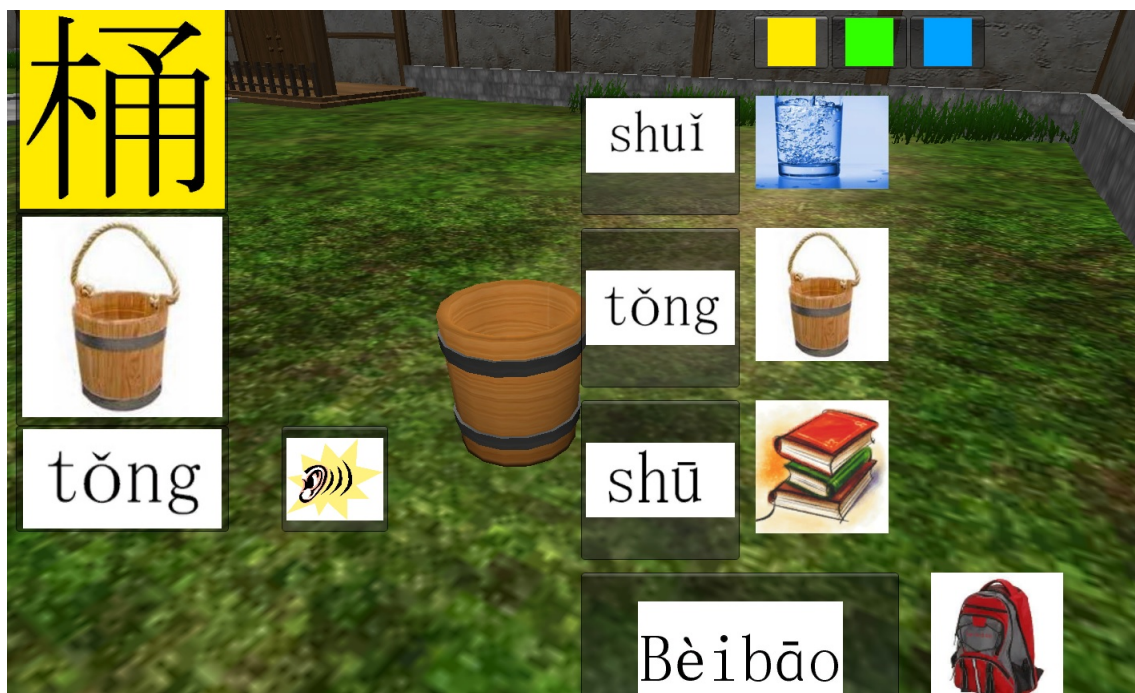 桶
tǒng
shuǐ
tǒng
shū
Bèibāo